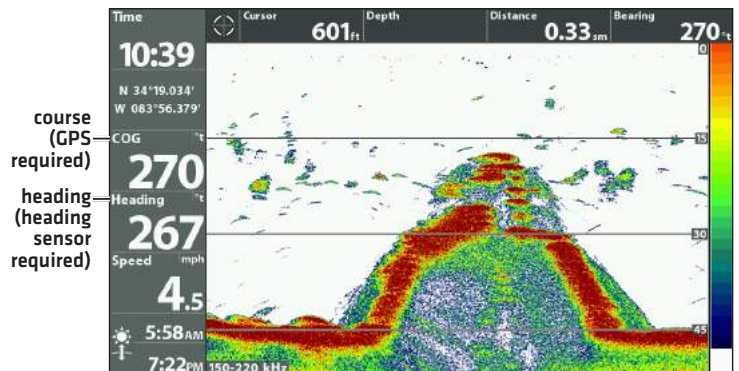 course
(GPS
required)
heading
(heading
sensor
required)
Time
10:39
N 34°19.034'
W 083°56.379'
COG °t
270
Heading °t
267
Speed mph
4.5
5:58AM
7:22PM
Cursor
601ft
Depth
Distance
0.33sm
Bearing
270°t
0
15
30
45
150-220 kHz